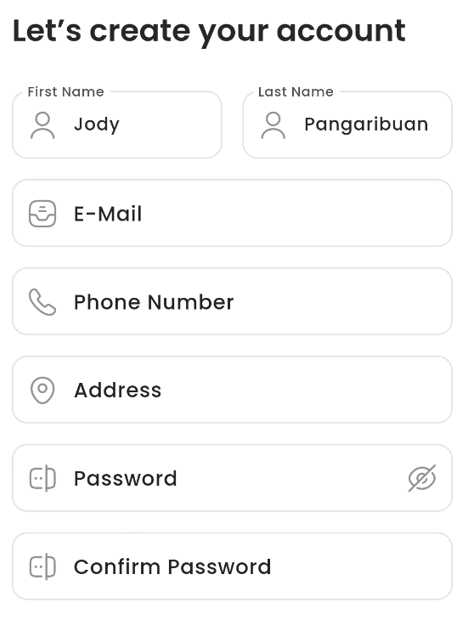 Let's create your account
First Name
Last Name
Jody
Pangaribuan
E-Mail
Phone Number
Address
Password
Confirm Password